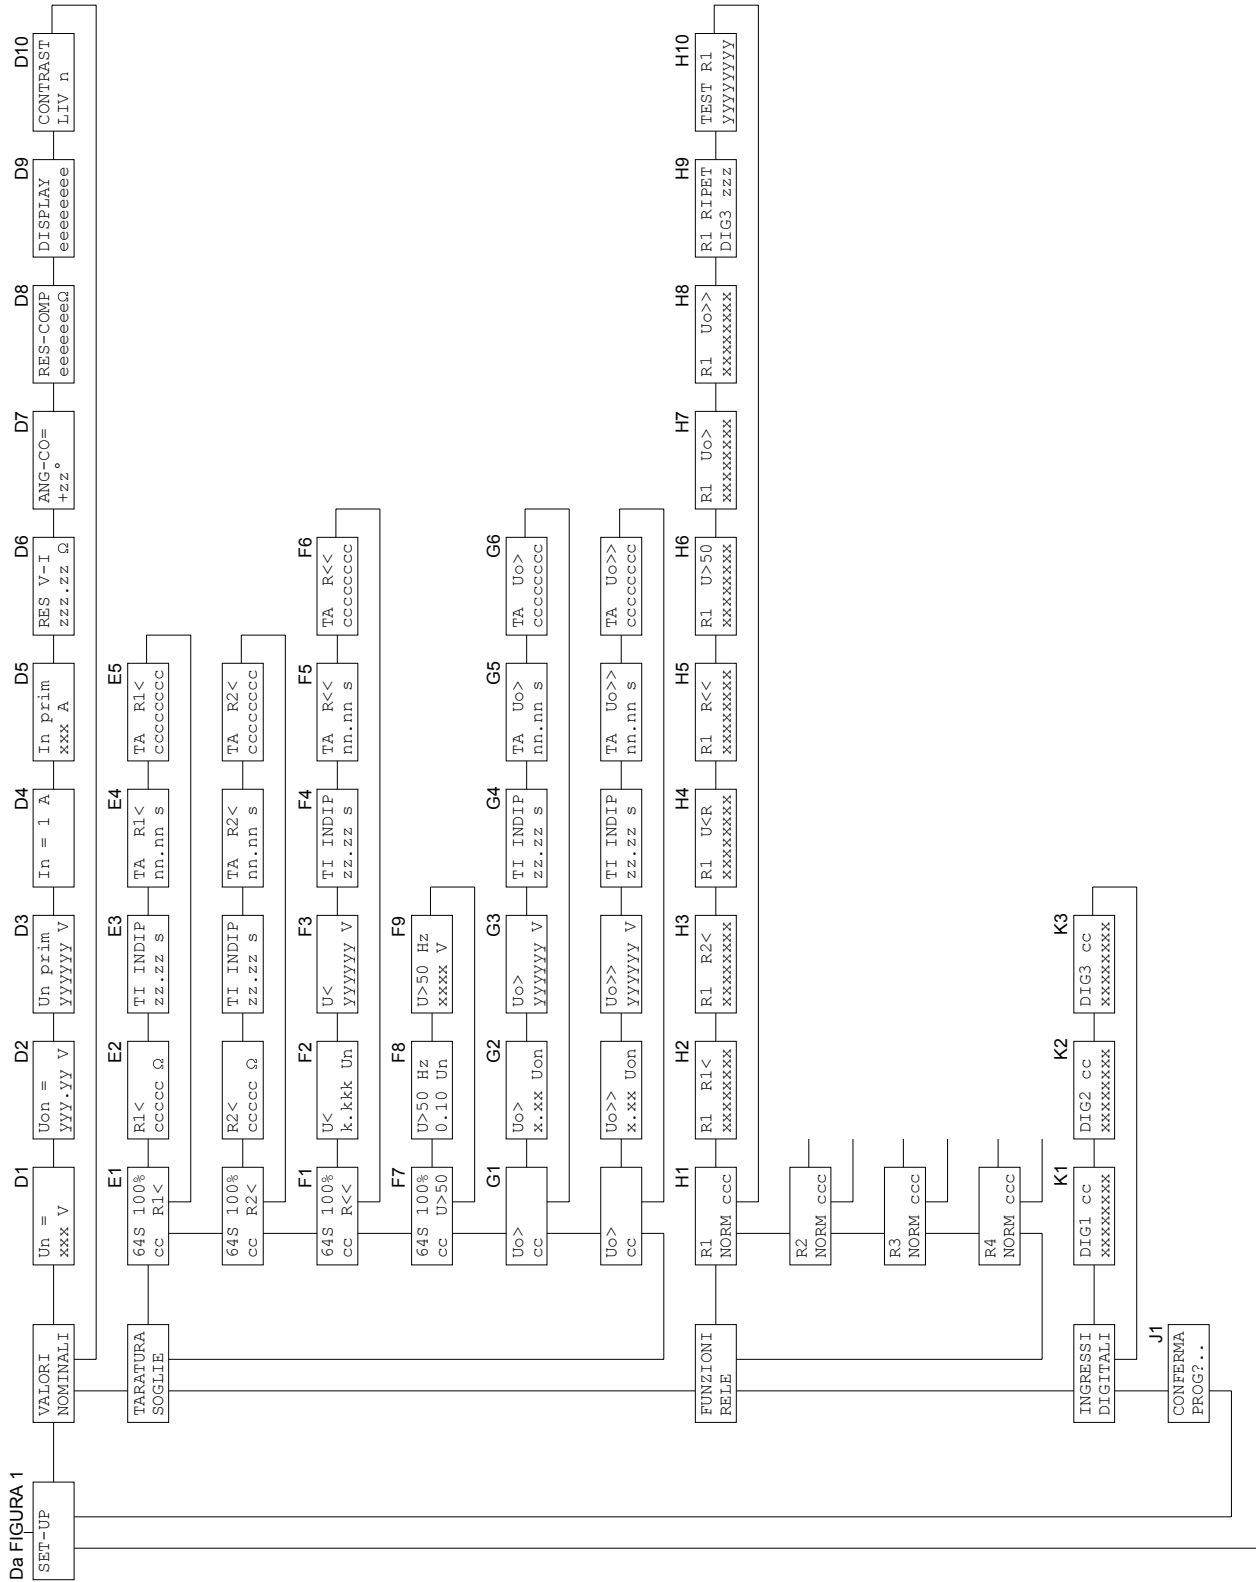 Da FIGURA 1
SET-UP
VALORI
NOMINALI
D1
Un =
xxx V
D2
Uon =
yyy.yy V
D3
Un prim
yyyyyy V
D4
In = 1 A
D5
In prim
xxx A
D6
RES V-I
zzz.zz Ω
D7
ANG-CO=
+zz°
D8
RES-COMP
eeeeeeeΩ
D9
DISPLAY
eeeeeeee
D10
CONTRAST
LIV n
TARATURA
SOGLIE
E1
64S 100%
cc R1<
E2
R1<
ccccc Ω
E3
TI INDIP
zz.zz s
E4
TA R1<
nn.nn s
E5
TA R1<
cccccccc
64S 100%
cc R2<
R2<
ccccc Ω
TI INDIP
zz.zz s
TA R2<
nn.nn s
TA R2<
cccccccc
F1
64S 100%
cc R<<
F2
U<
k.kkk Un
F3
U<
yyyyyy V
F4
TI INDIP
zz.zz s
F5
TA R<<
nn.nn s
F6
TA R<<
cccccccc
F7
64S 100%
cc U>50
F8
U>50 Hz
0.10 Un
F9
U>50 Hz
xxxx V
G1
Uo>
cc
G2
Uo>
x.xx Uon
G3
Uo>
yyyyyy V
G4
TI INDIP
zz.zz s
G5
TA Uo>
nn.nn s
G6
TA Uo>
cccccccc
Uo>
cc
Uo>>
x.xx Uon
Uo>>
yyyyyy V
TI INDIP
zz.zz s
TA Uo>>
nn.nn s
TA Uo>>
cccccccc
FUNZIONI
RELE
H1
R1
NORM ccc
H2
R1 R1<
xxxxxxxx
H3
R1 R2<
xxxxxxxx
H4
R1 U<R
xxxxxxxx
H5
R1 R<<
xxxxxxxx
H6
R1 U>50
xxxxxxxx
H7
R1 Uo>
xxxxxxxx
H8
R1 Uo>>
xxxxxxxx
H9
R1 RIPET
DIG3 zzz
H10
TEST R1
yyyyyyyy
R2
NORM ccc
R3
NORM ccc
R4
NORM ccc
INGRESSI
DIGITALI
K1
DIG1 cc
xxxxxxxx
K2
DIG2 cc
xxxxxxxx
K3
DIG3 cc
xxxxxxxx
J1
CONFERMA
PROG?..